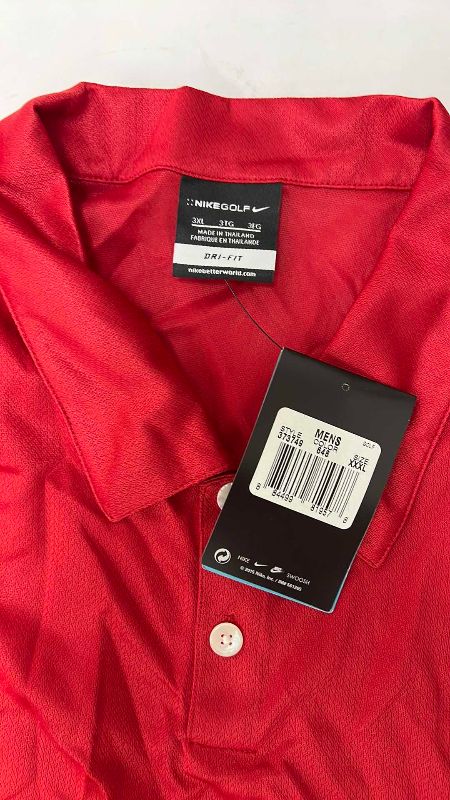 NIKEGOLF
3XL 3TG 3EG
MADE IN THAILAND
FABRIQUE EN THAILANDE
DRI-FIT
nikebetterworld.com
GOLF
STYLE
373749
MENS
COLOR
648
SIZE
XXXL
NIKE
SWOOSH